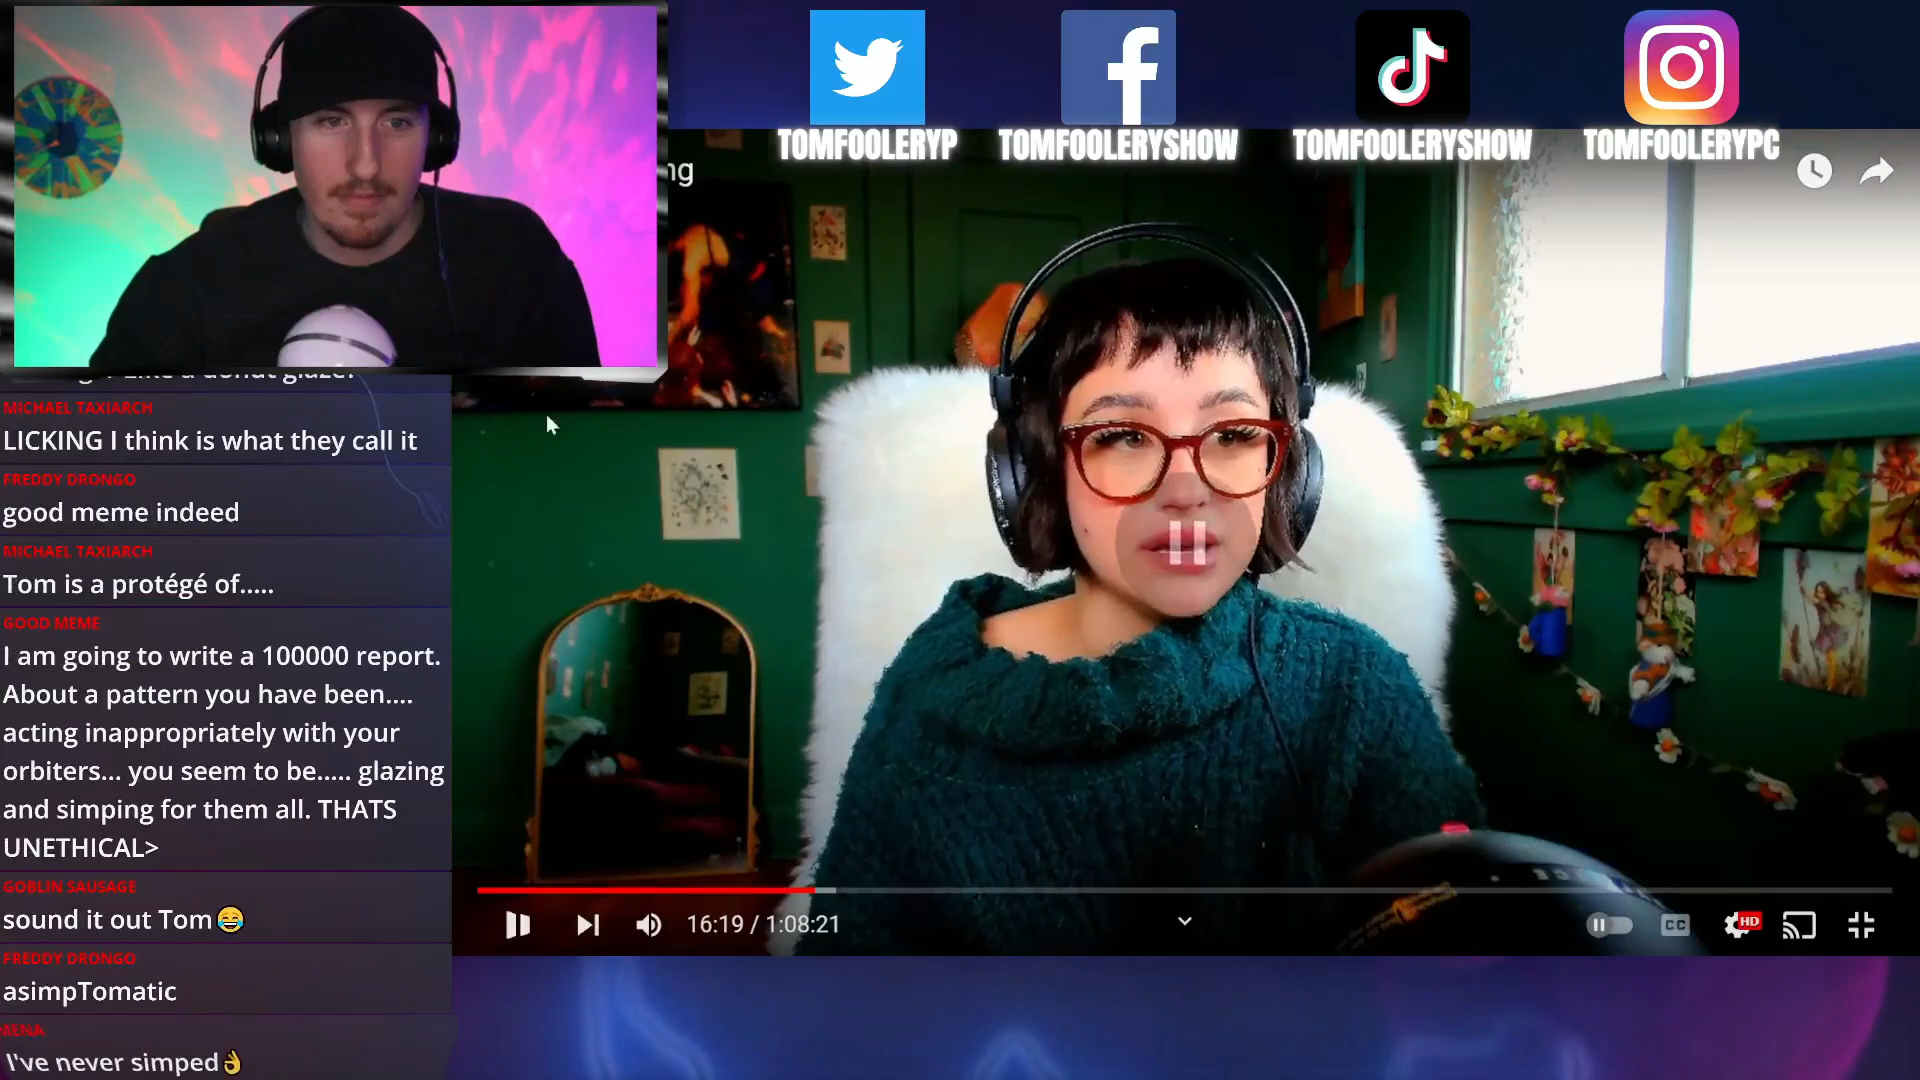 TOMFOOLERYP
TOMFOOLERYSHOW
TOMFOOLERYSHOW
TOMFOOLERYPC
ng
MICHAEL TAXIARCH
LICKING I think is what they call it
FREDDY DRONGO
good meme indeed
MICHAEL TAXIARCH
Tom is a protégé of.....
GOOD MEME
I am going to write a 100000 report.
About a pattern you have been....
acting inappropriately with your
orbiters... you seem to be..... glazing
and simping for them all. THATS
UNETHICAL>
GOBLIN SAUSAGE
sound it out Tom😂
FREDDY DRONGO
asimpTomatic
MENA
I've never simped👌
16:19 / 1:08:21
CC
HD